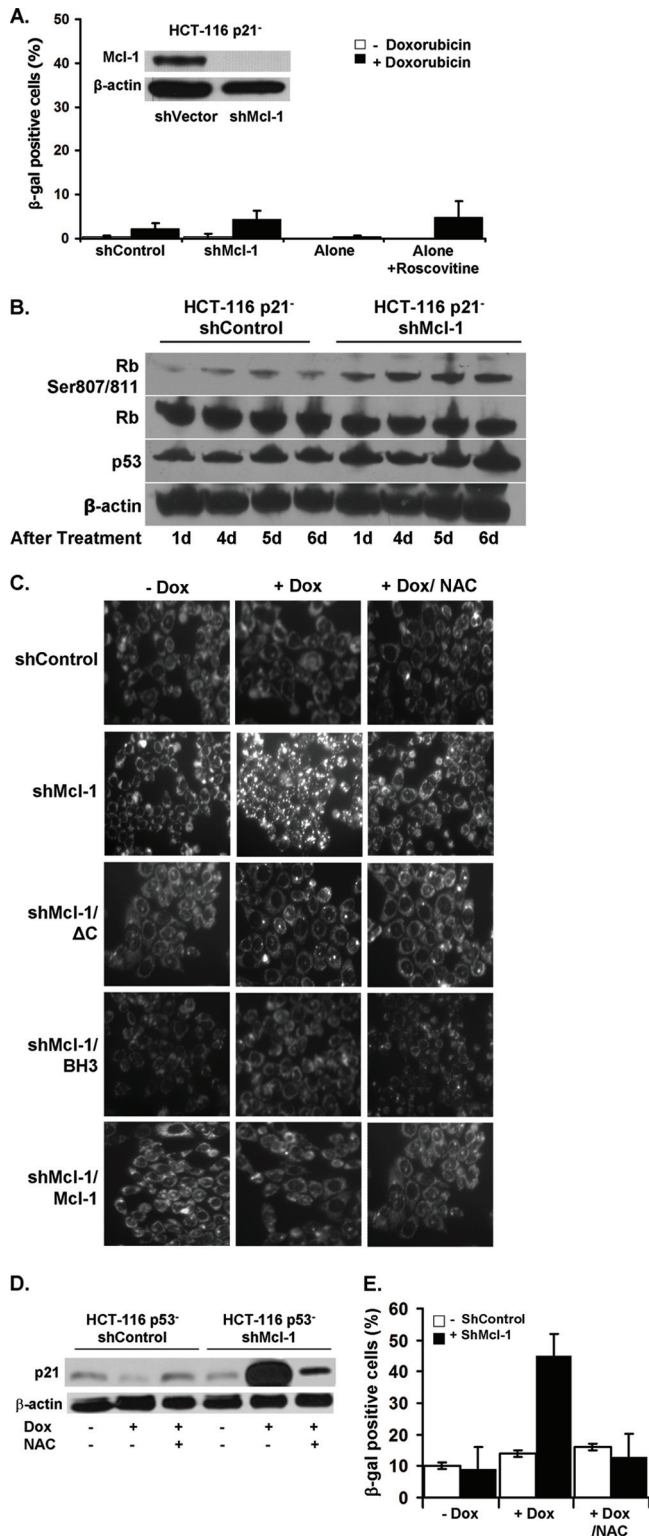 A.
HCT-116 p21-
Mcl-1
β-actin
shVector shMcl-1
- Doxorubicin
+ Doxorubicin
β-gal positive cells (%)
50
40
30
20
10
0
shControl shMcl-1 Alone Alone
+Roscovitine
B.
HCT-116 p21- HCT-116 p21-
shControl shMcl-1
Rb
Ser807/811
Rb
p53
β-actin
After Treatment 1d 4d 5d 6d 1d 4d 5d 6d
C.
- Dox + Dox + Dox/ NAC
shControl
shMcl-1
shMcl-1/
ΔC
shMcl-1/
BH3
shMcl-1/
Mcl-1
D.
HCT-116 p53- HCT-116 p53-
shControl shMcl-1
p21
β-actin
Dox - + + - + +
NAC - - + - - +
E.
- ShControl
+ ShMcl-1
β-gal positive cells (%)
60
50
40
30
20
10
0
- Dox + Dox + Dox
/NAC